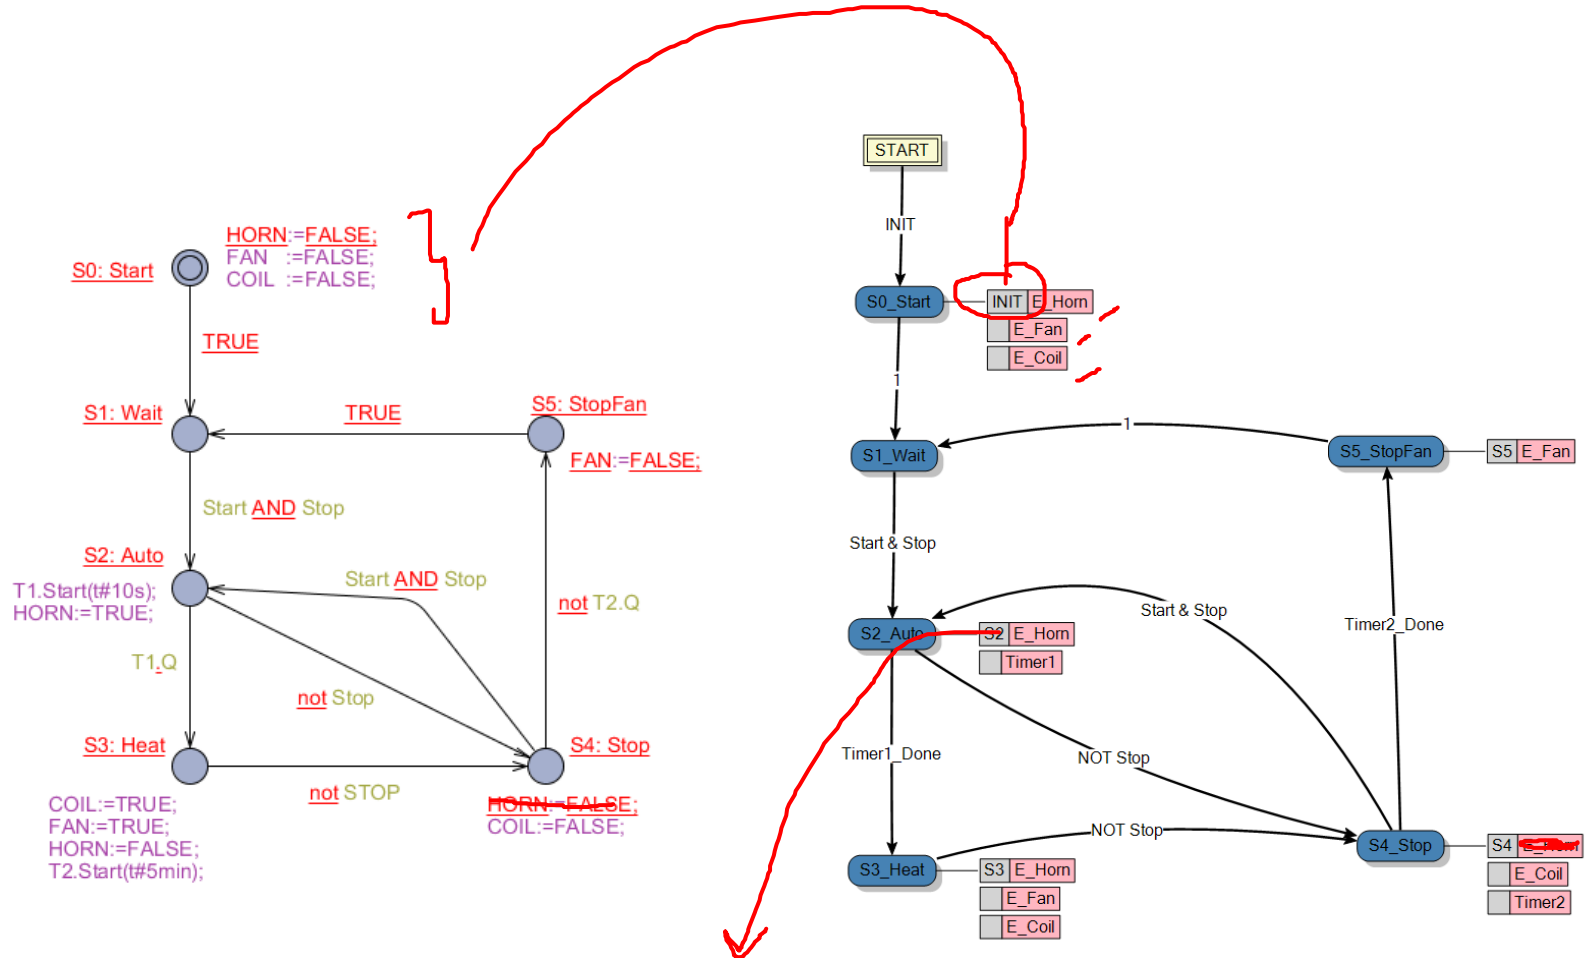 S0: Start
HORN:=FALSE;
FAN :=FALSE;
COIL :=FALSE;
TRUE
S1: Wait
TRUE
S5: StopFan
FAN:=FALSE;
Start AND Stop
S2: Auto
T1.Start(t#10s);
HORN:=TRUE;
Start AND Stop
not T2.Q
T1.Q
not Stop
S3: Heat
S4: Stop
not STOP
COIL:=TRUE;
FAN:=TRUE;
HORN:=FALSE;
T2.Start(t#5min);
HORN:=FALSE;
COIL:=FALSE;
START
INIT
S0_Start
INIT E_Horn
E_Fan
E_Coil
1
S1_Wait
1
S5_StopFan
S5 E_Fan
Start & Stop
S2_Auto
S2 E_Horn
Timer1
Start & Stop
Timer2_Done
Timer1_Done
NOT Stop
NOT Stop
S3_Heat
S3 E_Horn
E_Fan
E_Coil
S4_Stop
S4 E_Horn
E_Coil
Timer2